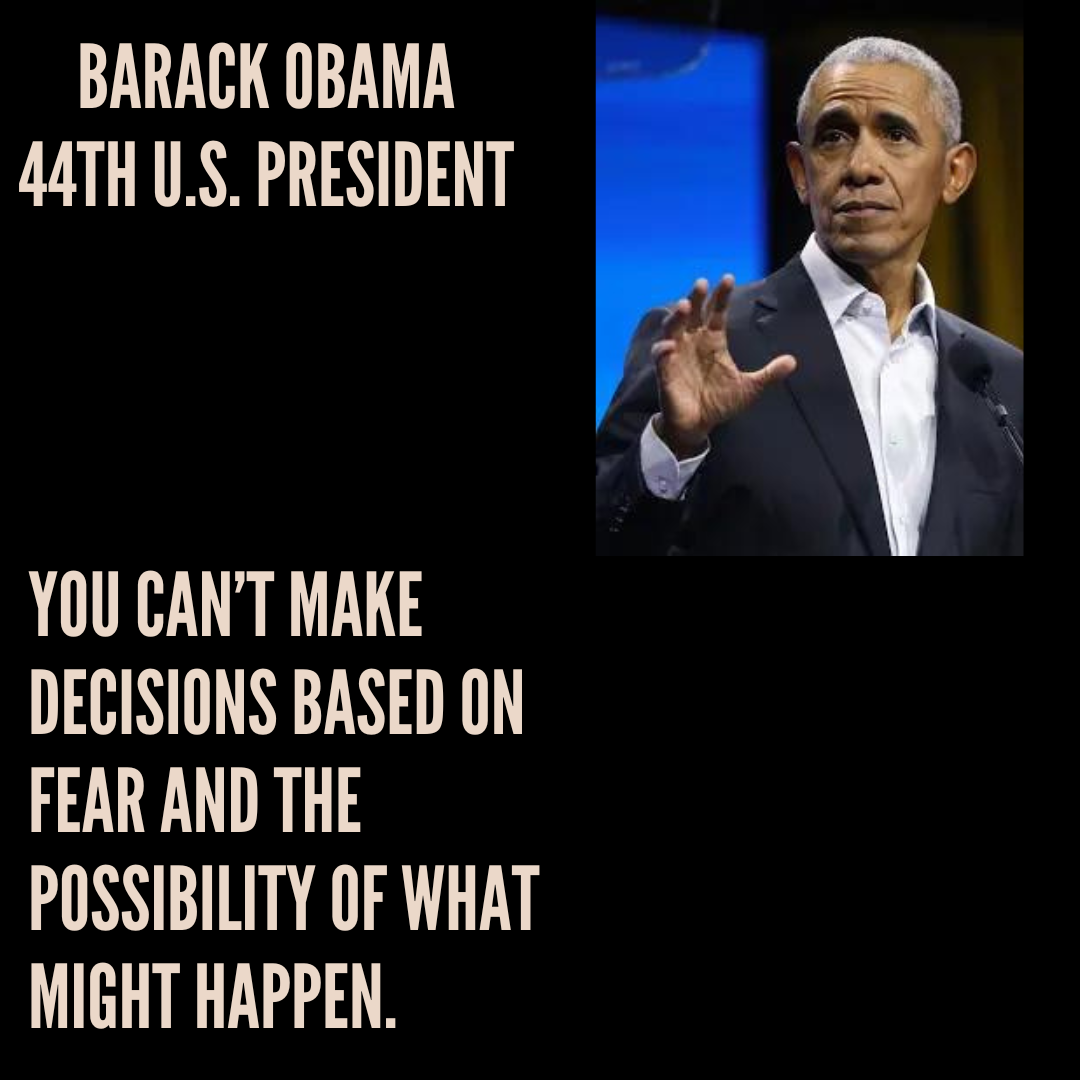 BARACK OBAMA
44TH U.S. PRESIDENT
YOU CAN’T MAKE
DECISIONS BASED ON
FEAR AND THE
POSSIBILITY OF WHAT
MIGHT HAPPEN.